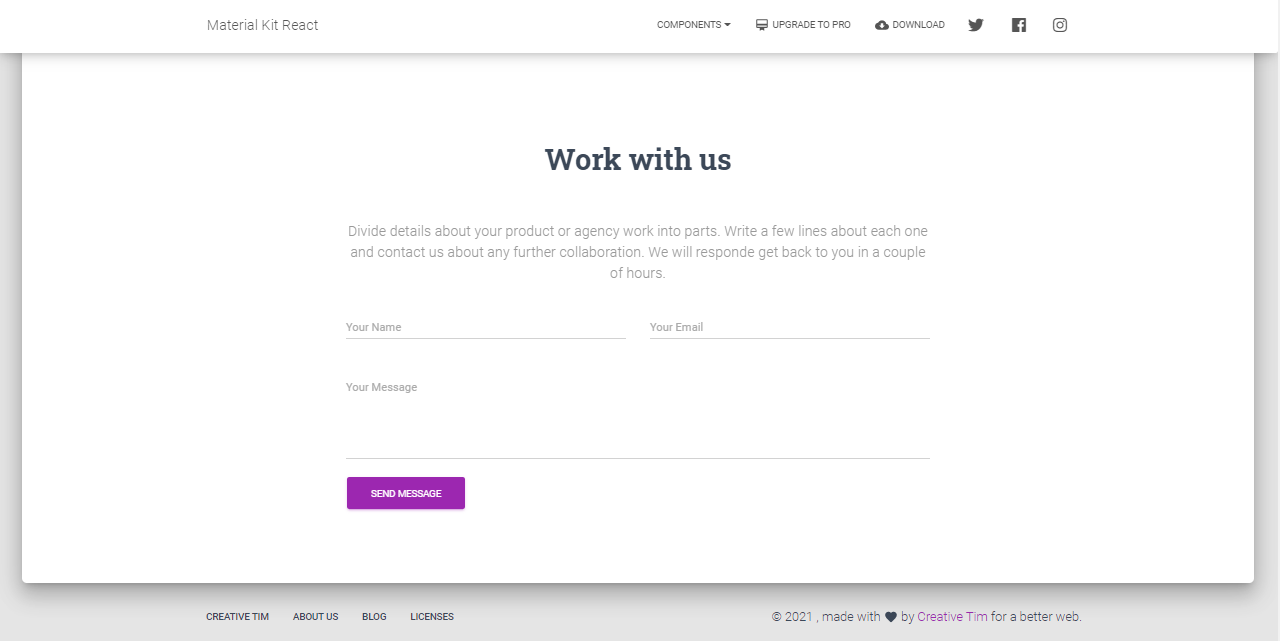 Material Kit React
COMPONENTS
UPGRADE TO PRO
DOWNLOAD
Work with us
Divide details about your product or agency work into parts. Write a few lines about each one
and contact us about any further collaboration. We will responde get back to you in a couple
of hours.
Your Name
Your Email
Your Message
SEND MESSAGE
CREATIVE TIM
ABOUT US
BLOG
LICENSES
© 2021 , made with by Creative Tim for a better web.